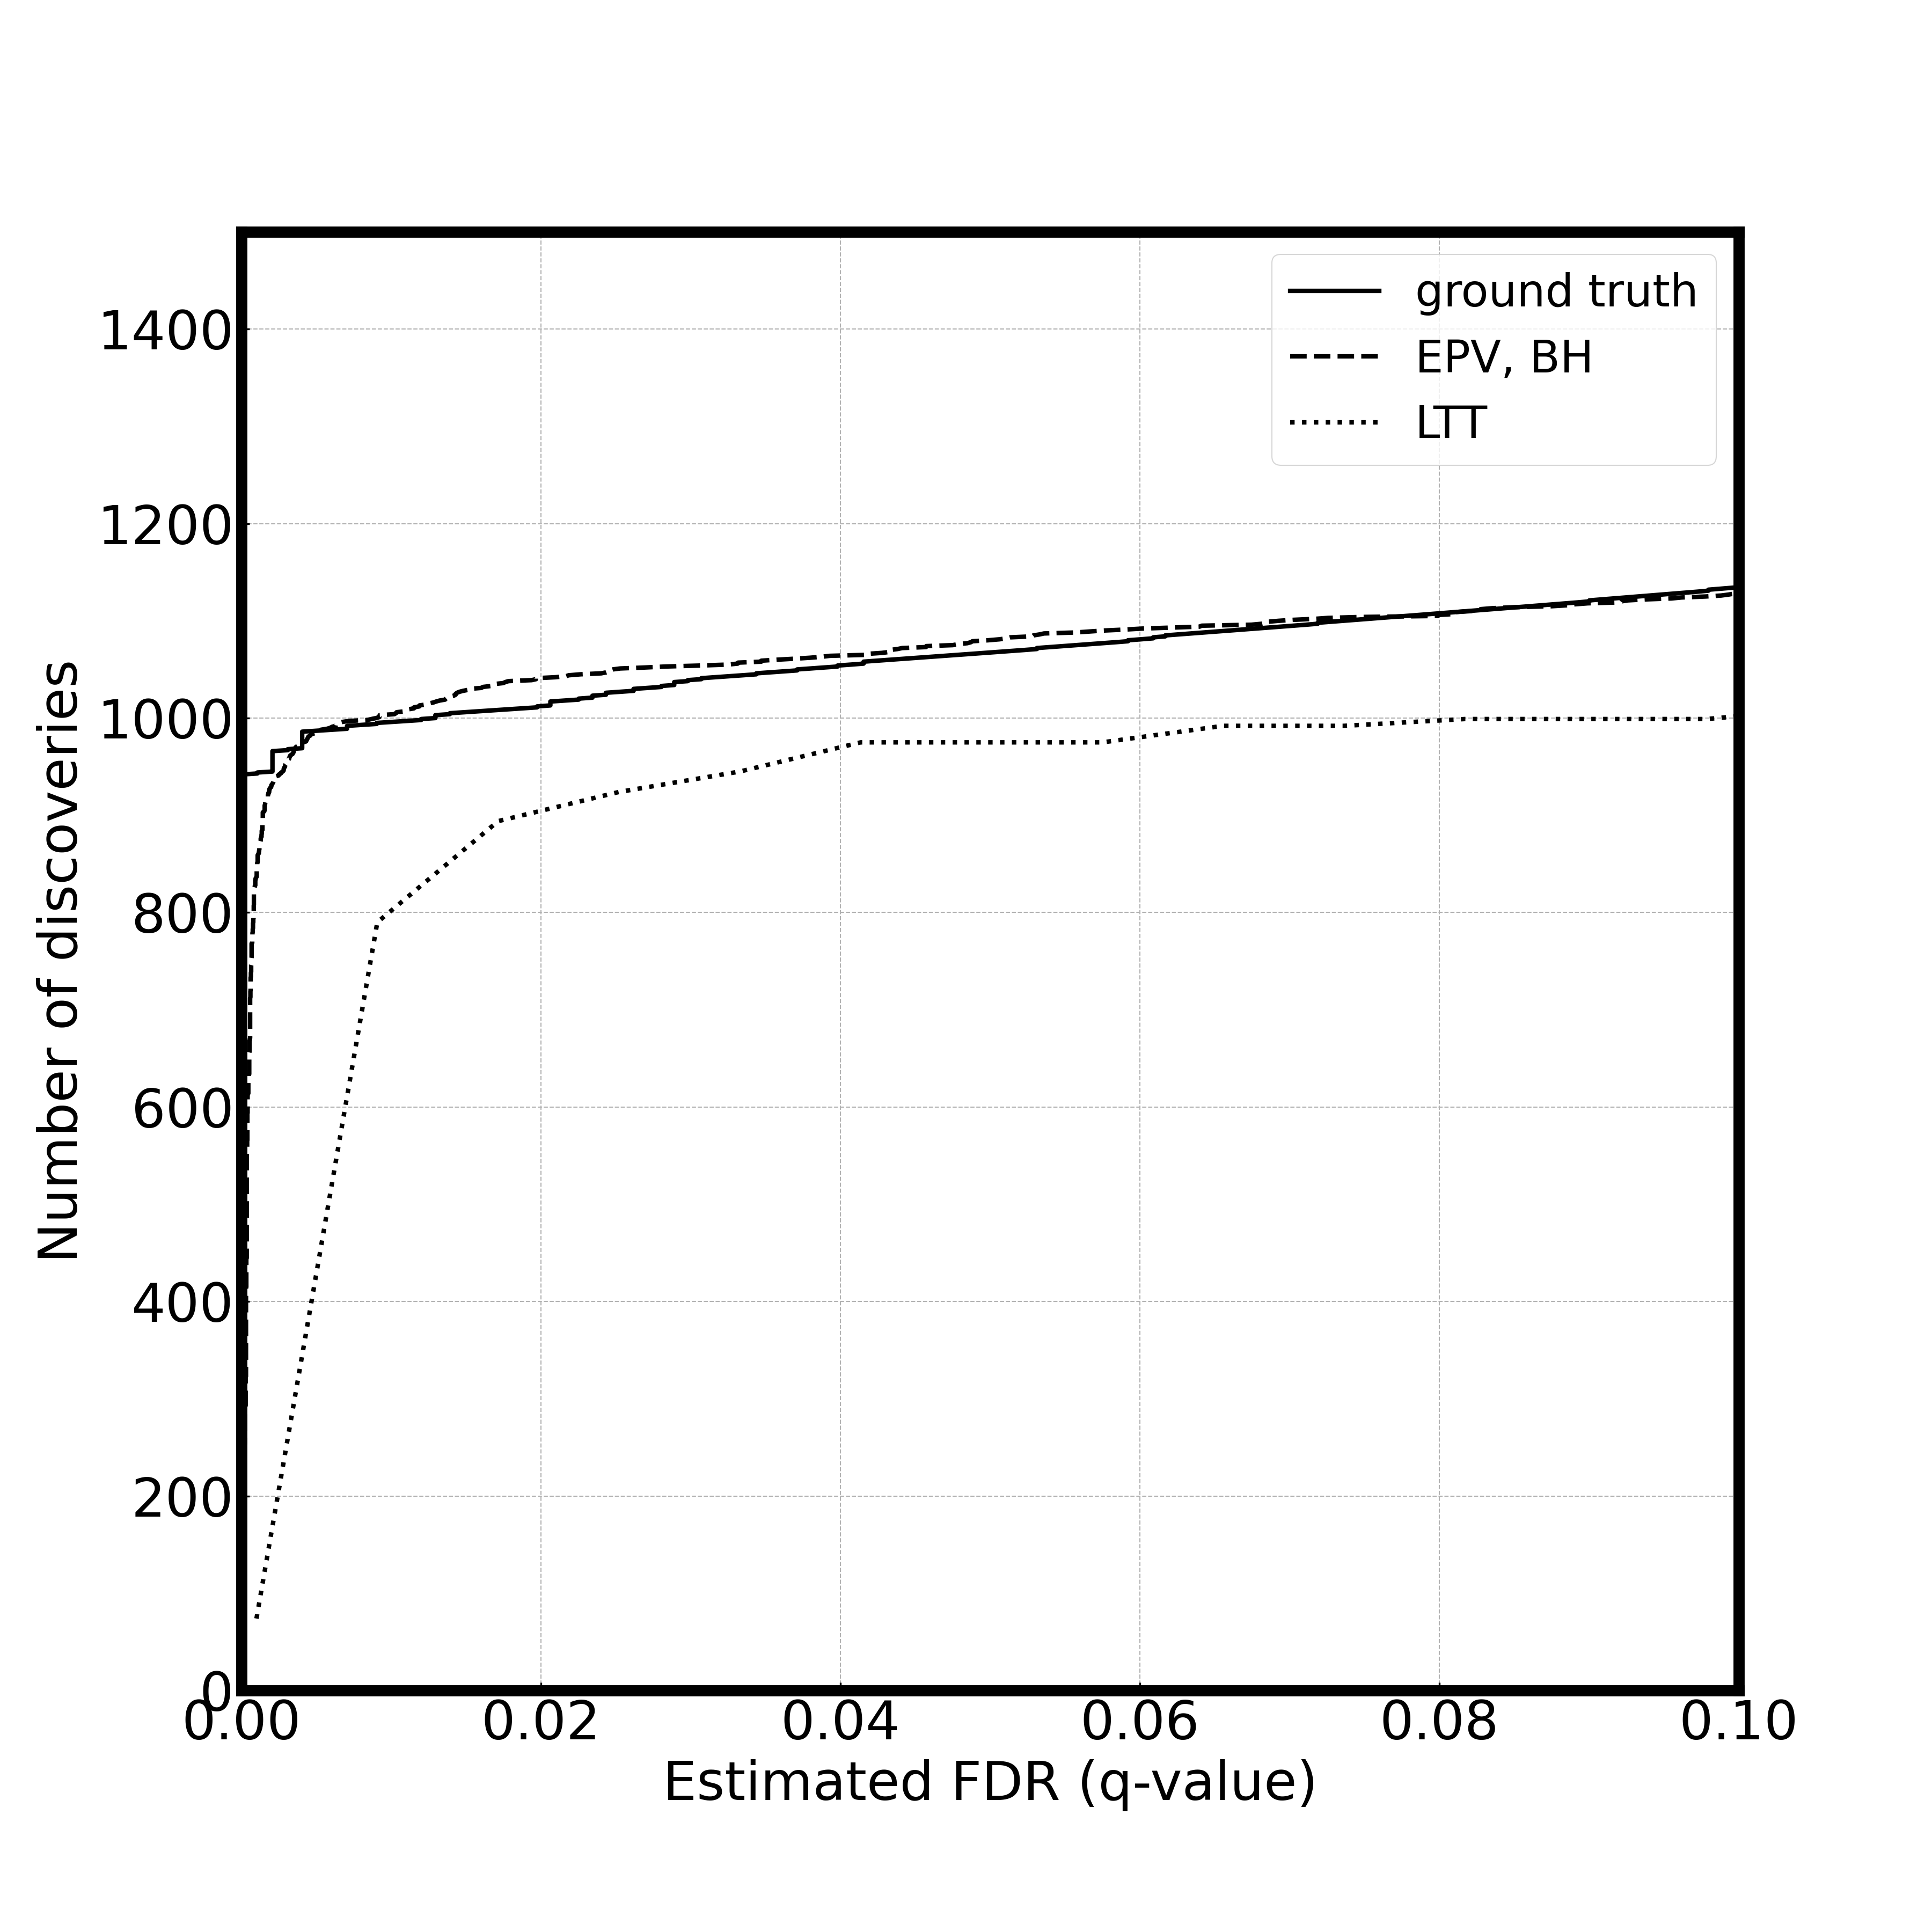 ground truth
EPV, BH
LTT
1400
1200
1000
800
600
400
200
0
Number of discoveries
0.00 0.02 0.04 0.06 0.08 0.10
Estimated FDR (q-value)